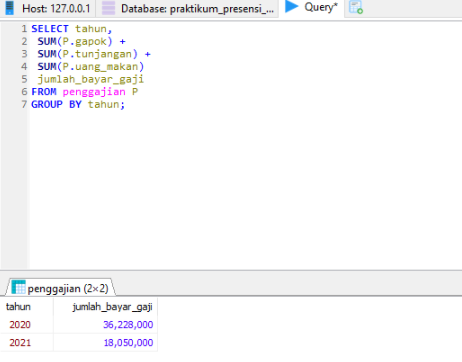 Host: 127.0.0.1 Database: praktikum_presensi_... Query*
1 SELECT tahun,
2 SUM(P.gapok) +
3 SUM(P.tunjangan) +
4 SUM(P.uang_makan)
5 jumlah_bayar_gaji
6 FROM penggajian P
7 GROUP BY tahun;
penggajian (2×2)
tahun jumlah_bayar_gaji
2020 36,228,000
2021 18,050,000